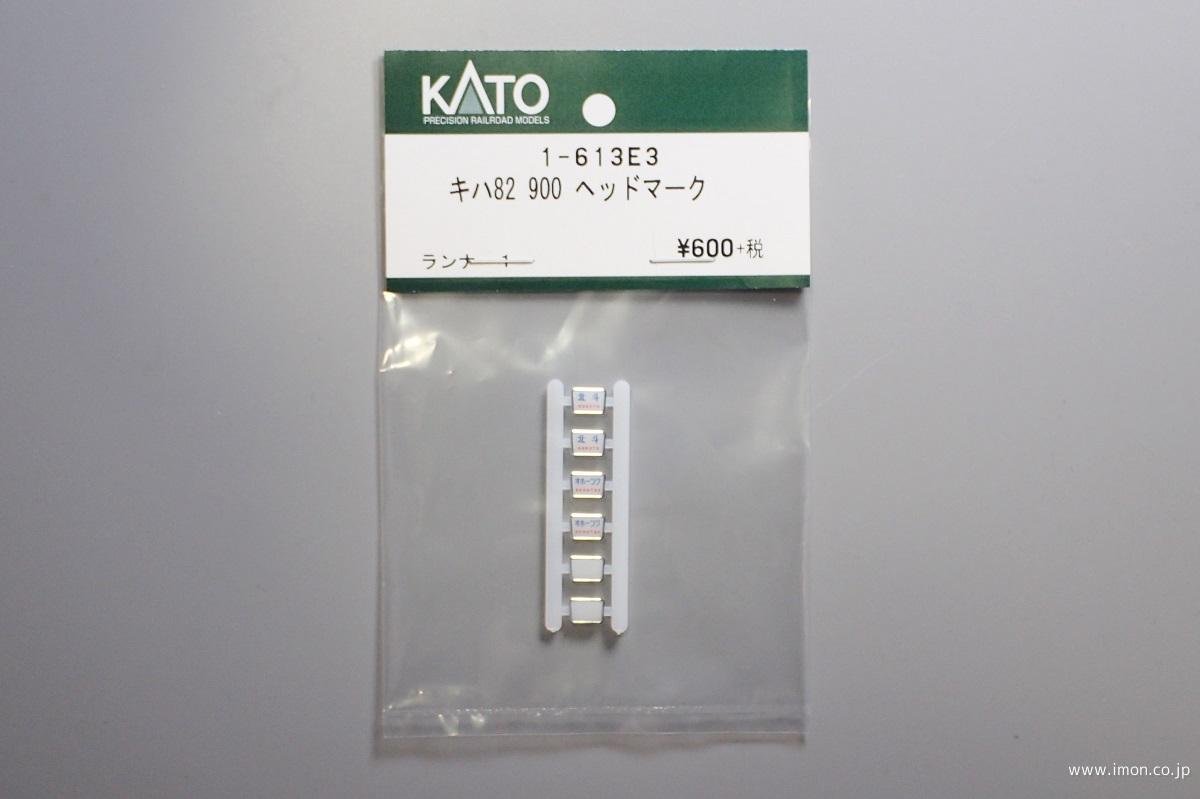 KATO
PRECISION RAILROAD MODELS
1-613E3
キハ82 900 ヘッドマーク
¥600+税
ランナー 1
北斗
北斗
オホーツク
オホーツク
www.imon.co.jp